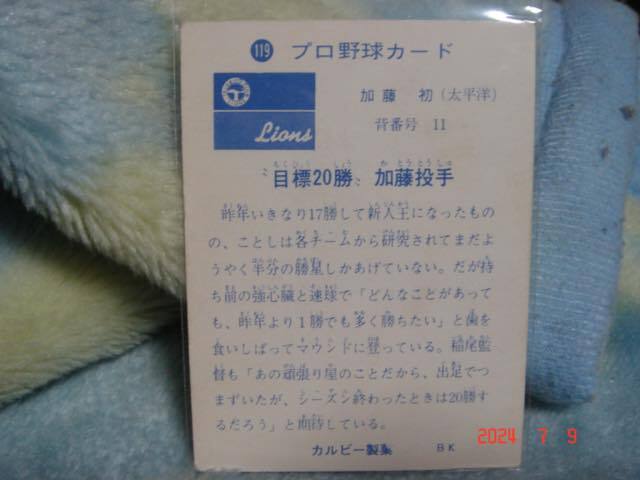 119 プロ野球カード
Lions
加藤 初(太平洋)
背番号 11
"目標20勝" 加藤投手
昨年いきなり17勝して新人王になったもの
の、ことしは各チームから研究されてまだよ
うやく半分の勝星しかあげていない。だが持
ち前の強心臓と速球で「どんなことがあって
も、昨年より1勝でも多く勝ちたい」と歯を
食いしばってマウンドに登っている。稲尾監
督も「あの頑張り屋のことだから、出足でつ
まずいたが、シーズン終わったときは20勝す
るだろう」と期待している。
カルビー製菓 BK
2024 7 9